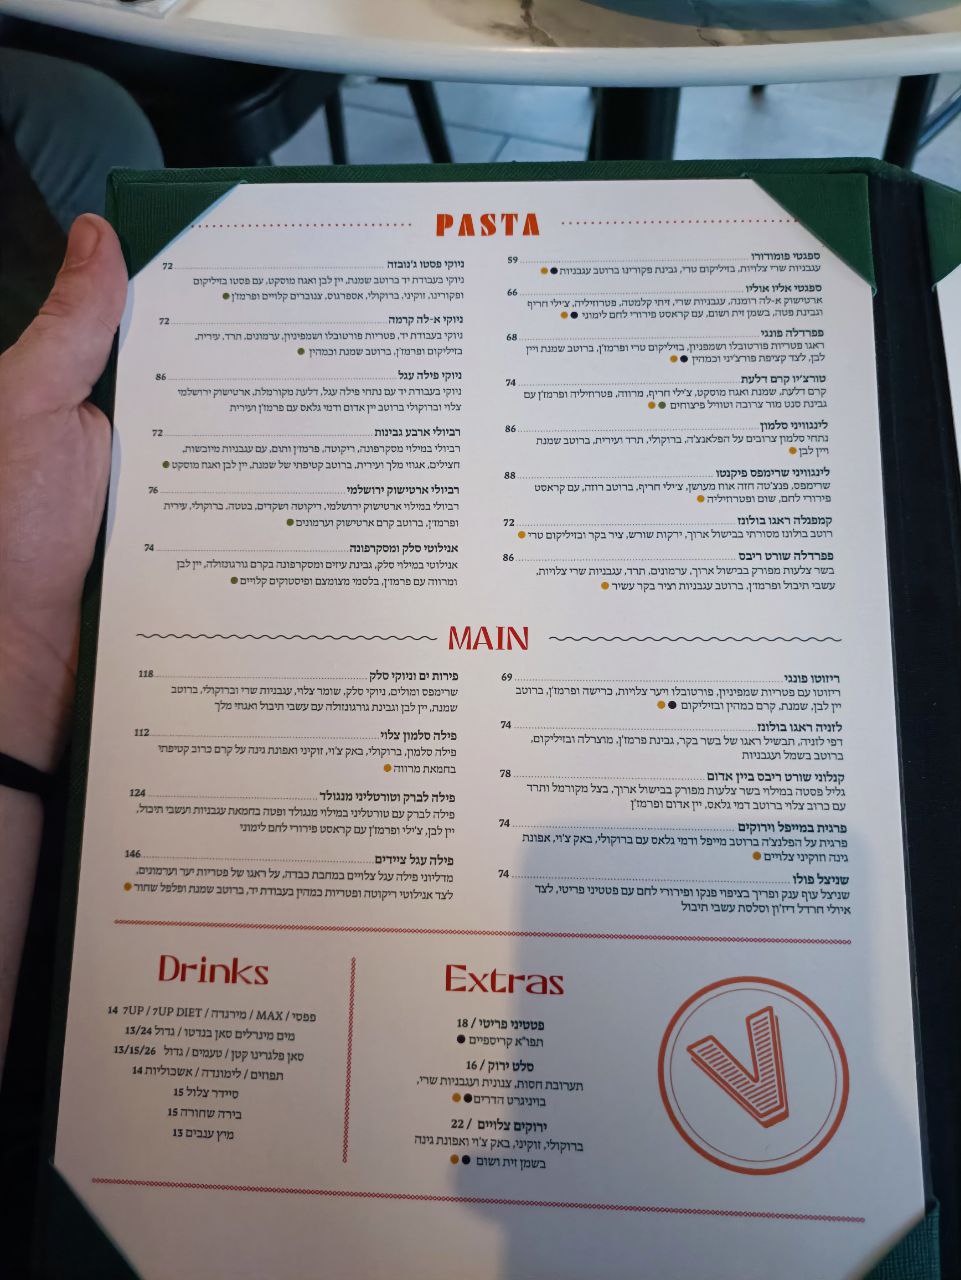 PASTA
ספגטי פומודורו 59
עגבניות שרי צלויות, בזיליקום טרי, גבינת פקורינו ברוטב עגבניות
ספגטי אליו אוליו 66
ארטישוק א-לה רומנה, עגבניות שרי, זיתי קלמטה, פטרוזיליה, צ׳ילי חריף
וגבינת פטה, בשמן זית ושום, עם קראסט פירורי לחם לימוני
פפרדלה פונגי 68
ראגו פטריות פורטובלו ושמפניון, בזיליקום טרי ופרמז׳ן, ברוטב שמנת ויין
לבן, לצד קציפת פורצ׳יני וכמהין
טורצ׳יו קרם דלעת 74
קרם דלעת, שמנת ואגוז מוסקט, צ׳ילי חריף, מרווה, פטרוזיליה ופרמז׳ן עם
גבינת סנט מור צרובה וטוויל פיצוחים
לינגוויני סלמון 86
נתחי סלמון צרובים על הפלאנצ׳ה, ברוקולי, תרד ועירית, ברוטב שמנת
ויין לבן
לינגוויני שרימפס פיקנטו 88
שרימפס, פנצ׳טה חזה אווז מעושן, צ׳ילי חריף, ברוטב רוזה, עם קראסט
פירורי לחם, שום ופטרוזיליה
קמפנלה ראגו בולונז 72
רוטב בולונז מסורתי בבישול ארוך, ירקות שורש, ציר בקר ובזיליקום טרי
פפרדלה שורט ריבס 86
בשר צלעות מפורק בבישול ארוך, ערמונים, תרד, עגבניות שרי צלויות,
עשבי תיבול ופרמז׳ן, ברוטב עגבניות וציר בקר עשיר
ניוקי פסטו ג׳נובזה 72
ניוקי בעבודת יד ברוטב שמנת, יין לבן ואגוז מוסקט, עם פסטו בזיליקום
ופקורינו, זוקיני, ברוקולי, אספרגוס, צנוברים קלויים ופרמז׳ן
ניוקי א-לה קרמה 72
ניוקי בעבודת יד, פטריות פורטובלו ושמפיניון, ערמונים, תרד, עירית,
בזיליקום ופרמז׳ן, ברוטב שמנת וכמהין
ניוקי פילה עגל 86
ניוקי בעבודת יד עם נתחי פילה עגל, דלעת מקורמלת, ארטישוק ירושלמי
צלוי וברוקולי ברוטב יין אדום דמי גלאס עם פרמז׳ן ועירית
רביולי ארבע גבינות 72
רביולי במילוי מסקרפונה, ריקוטה, פרמז׳ן ותום, עם עגבניות מיובשות,
חצילים, אגוזי מלך ועירית, ברוטב קטיפתי של שמנת, יין לבן ואגוז מוסקט
רביולי ארטישוק ירושלמי 76
רביולי במילוי ארטישוק ירושלמי, ריקוטה ושקדים, בטטה, ברוקולי, עירית
ופרמז׳ן, ברוטב קרם ארטישוק וערמונים
אנילוטי סלק ומסקרפונה 74
אנילוטי במילוי סלק, גבינת עיזים ומסקרפונה בקרם גורגונזולה, יין לבן
ומרווה עם פרמז׳ן, בלסמי מצומצם ופיסטוקים קלויים
MAIN
ריזוטו פונגי 69
ריזוטו עם פטריות שמפיניון, פורטובלו ויער צלויות, כרישה ופרמז׳ן, ברוטב
יין לבן, שמנת, קרם כמהין ובזיליקום
לזניה ראגו בולונז 74
דפי לזניה, תבשיל ראגו של בשר בקר, גבינת פרמז׳ן, מוצרלה ובזיליקום,
ברוטב בשמל ועגבניות
קנלוני שורט ריבס ביין אדום 78
גליל פסטה במילוי בשר צלעות מפורק בבישול ארוך, בצל מקורמל ותרד
עם כרוב צלוי ברוטב דמי גלאס, יין אדום ופרמז׳ן
פרגית במייפל וירוקים 74
פרגית על הפלנצ׳ה ברוטב מייפל ודמי גלאס עם ברוקולי, באק צ׳וי, אפונת
גינה וזוקיני צלויים
שניצל פולו 74
שניצל עוף ענק ופריך בציפוי פנקו ופירורי לחם עם פטטיני פריטי, לצד
איולי חרדל דיז׳ון וסלסת עשבי תיבול
פירות ים וניוקי סלק 118
שרימפס ומולים, ניוקי סלק, שומר צלוי, עגבניות שרי וברוקולי, ברוטב
שמנת, יין לבן וגבינת גורגונזולה עם עשבי תיבול ואגוזי מלך
פילה סלמון צלוי 112
פילה סלמון, ברוקולי, באק צ׳וי, זוקיני ואפונת גינה על קרם כרוב קטיפתי
בחמאת מרווה
פילה לברק וטורטליני מנגולד 124
פילה לברק עם טורטליני במילוי מנגולד ופטה בחמאת עגבניות ועשבי תיבול,
יין לבן, צ׳ילי ופרמז׳ן עם קראסט פירורי לחם לימוני
פילה עגל ציידים 146
מדליוני פילה עגל צלויים במחבת כבדה, על ראגו של פטריות יער וערמונים,
לצד אנילוטי ריקוטה ופטריות כמהין בעבודת יד, ברוטב שמנת ופלפל שחור
Extras
פטטיני פריטי / 18
תפו״א קריספיים
סלט ירוק / 16
תערובת חסות, צנונית ועגבניות שרי,
בויניגרט הדרים
ירוקים צלויים / 22
ברוקולי, זוקיני, באק צ׳וי ואפונת גינה
בשמן זית ושום
Drinks
פפסי / MAX / מירנדה / 7UP / 7UP DIET 14
מים מינרלים סאן בנדטו / גדול 13/24
סאן פלגרינו קטן / טעמים / גדול 13/15/26
תפוזים / לימונדה / אשכוליות 14
סיידר צלול 15
בירה שחורה 15
מיץ ענבים 13
V